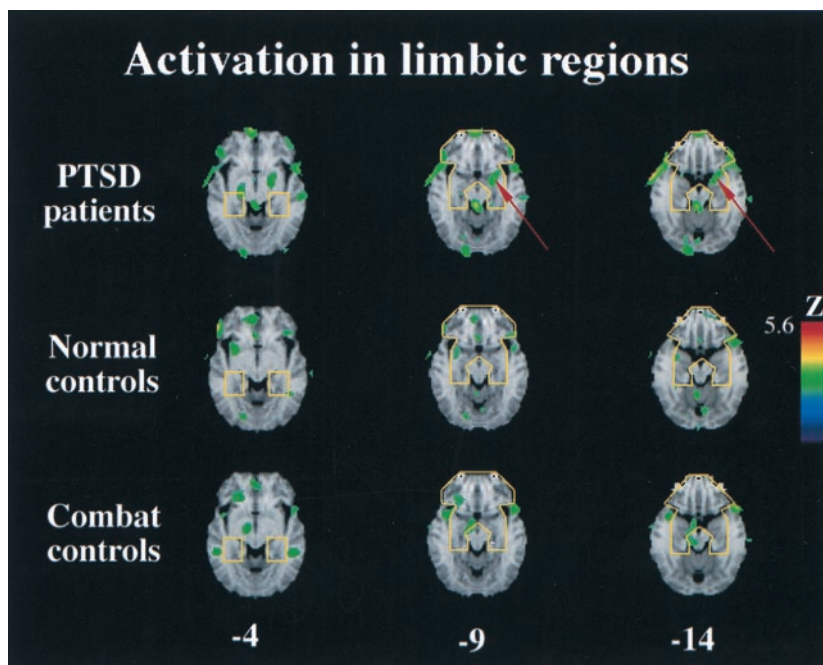 Activation in limbic regions
PTSD
patients
Normal
controls
Combat
controls
Z
5.6
-4
-9
-14